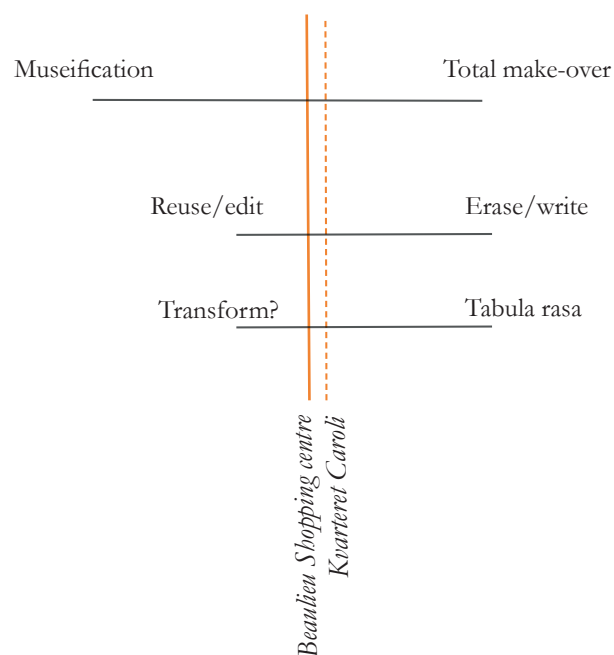 Museification
Total make-over
Reuse/edit
Erase/write
Transform?
Tabula rasa
Beaulieu Shopping centre
Kvarteret Caroli